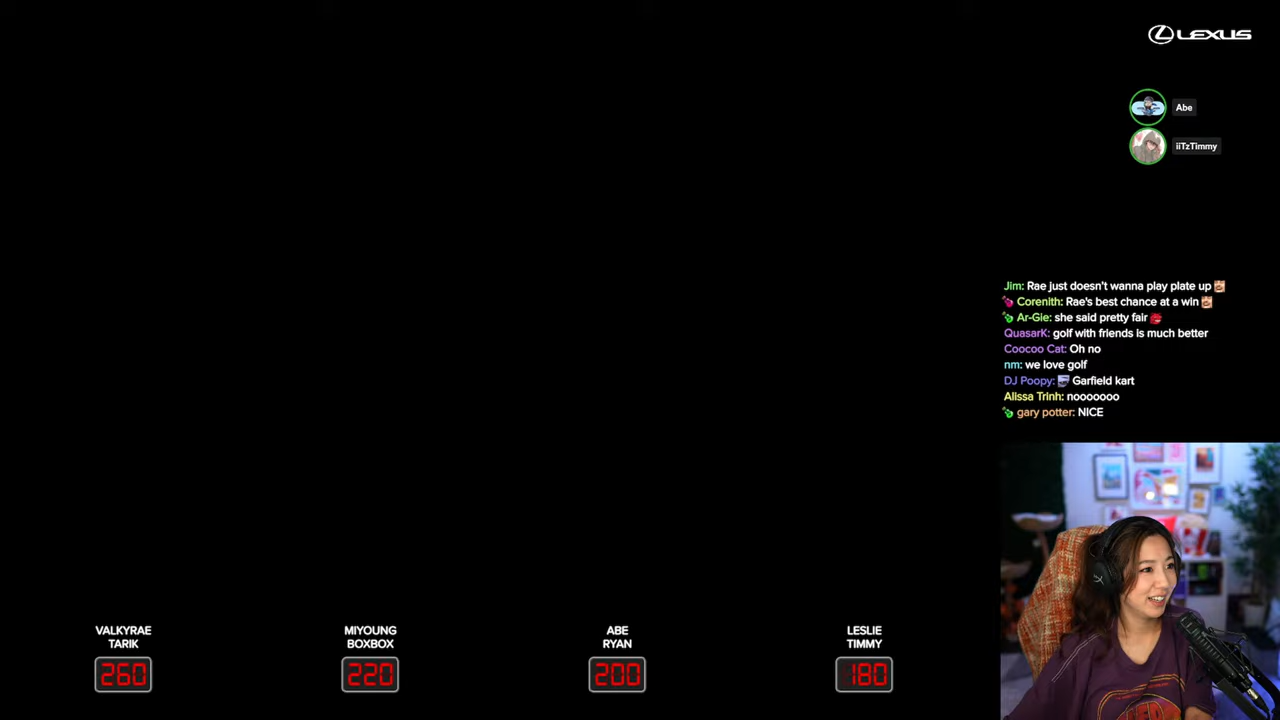 LEXUS
Abe
iiTzTimmy
Jim: Rae just doesn't wanna play plate up
Corenith: Rae's best chance at a win
Ar-Gie: she said pretty fair
QuasarK: golf with friends is much better
Coocoo Cat: Oh no
nm: we love golf
DJ Poopy: Garfield kart
Alissa Trinh: nooooooo
gary potter: NICE
VALKYRAE
TARIK
260
MIYOUNG
BOXBOX
220
ABE
RYAN
200
LESLIE
TIMMY
180